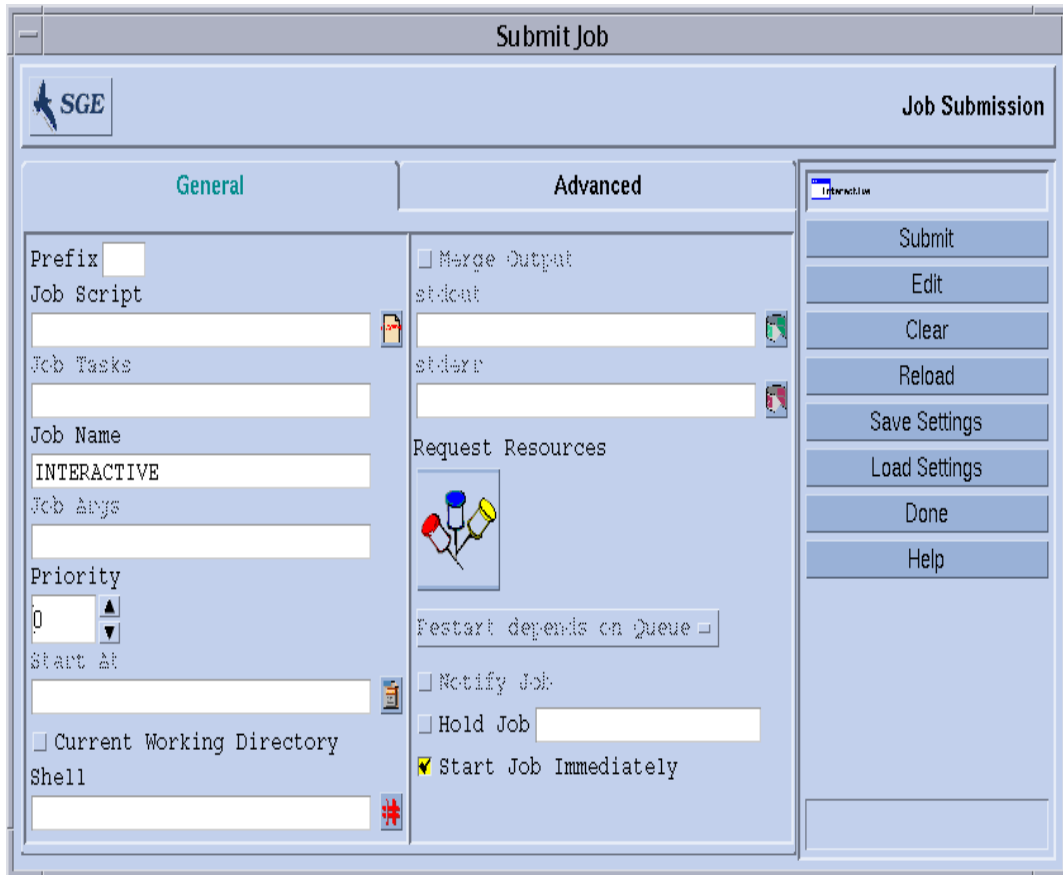 Submit Job
SGE
Job Submission
General
Advanced
Interactive
Prefix
Job Script
Job Tasks
Job Name
INTERACTIVE
Job Args
Priority
0
Start At
Current Working Directory
Shell
Merge Output
stdout
stderr
Request Resources
Restart depends on Queue
Notify Job
Hold Job
Start Job Immediately
Submit
Edit
Clear
Reload
Save Settings
Load Settings
Done
Help